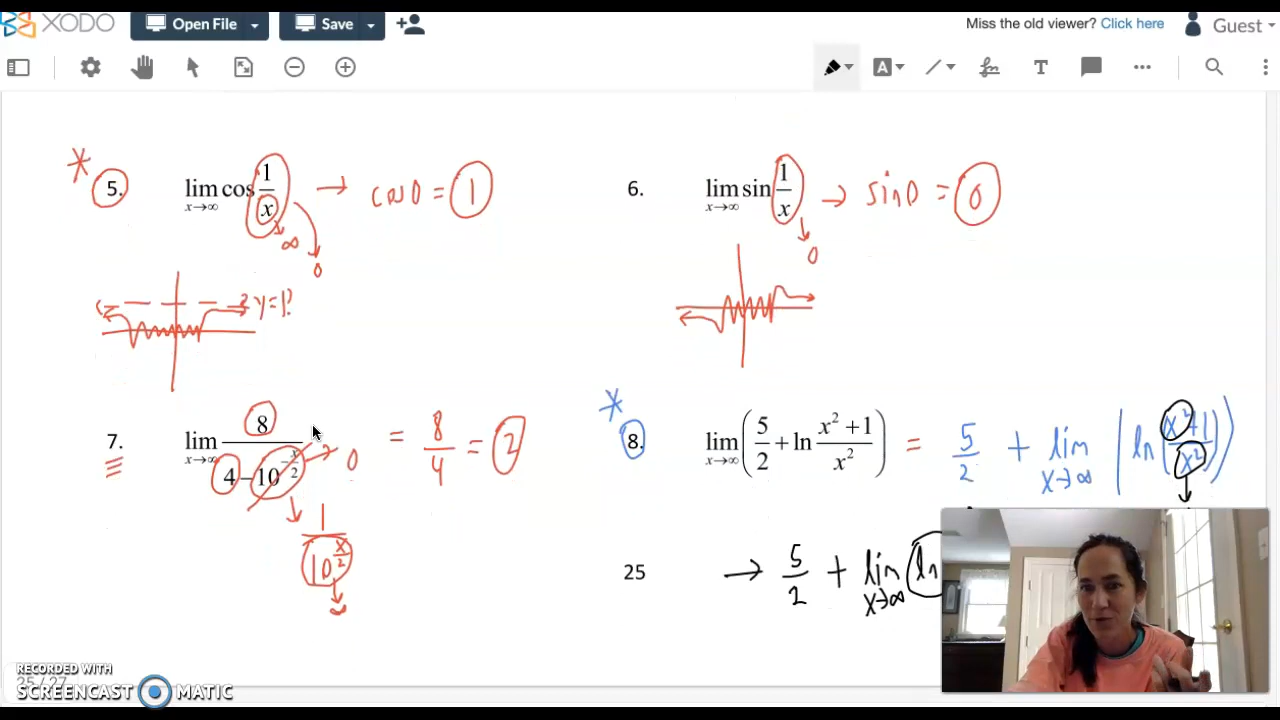 XODO Open File Save Miss the old viewer? Click here Guest
T
* 5. lim x→∞ cos 1/x → cos 0 = 1
∞
0
y=1?
6. lim x→∞ sin 1/x → sin 0 = 0
0
7. lim x→∞ 8/(4−10^(−x/2)) → 0 = 8/4 = 2
1/10^(x/2)
∞
* 8. lim x→∞ (5/2 + ln (x²+1)/x²) = 5/2 + lim x→∞ (ln (x²+1)/x²)
25 → 5/2 + lim x→∞ ln
25 / 27
RECORDED WITH
SCREENCAST MATIC